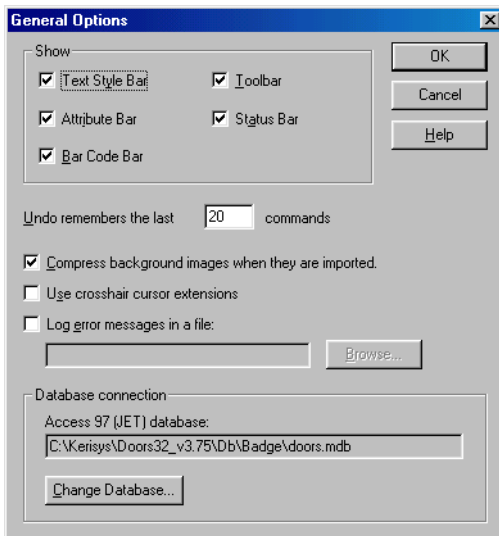 General Options
Show
Text Style Bar
Toolbar
Attribute Bar
Status Bar
Bar Code Bar
OK
Cancel
Help
Undo remembers the last 20 commands
Compress background images when they are imported.
Use crosshair cursor extensions
Log error messages in a file:
Browse...
Database connection
Access 97 (JET) database:
C:\Kerisys\Doors32_v3.75\Db\Badge\doors.mdb
Change Database...